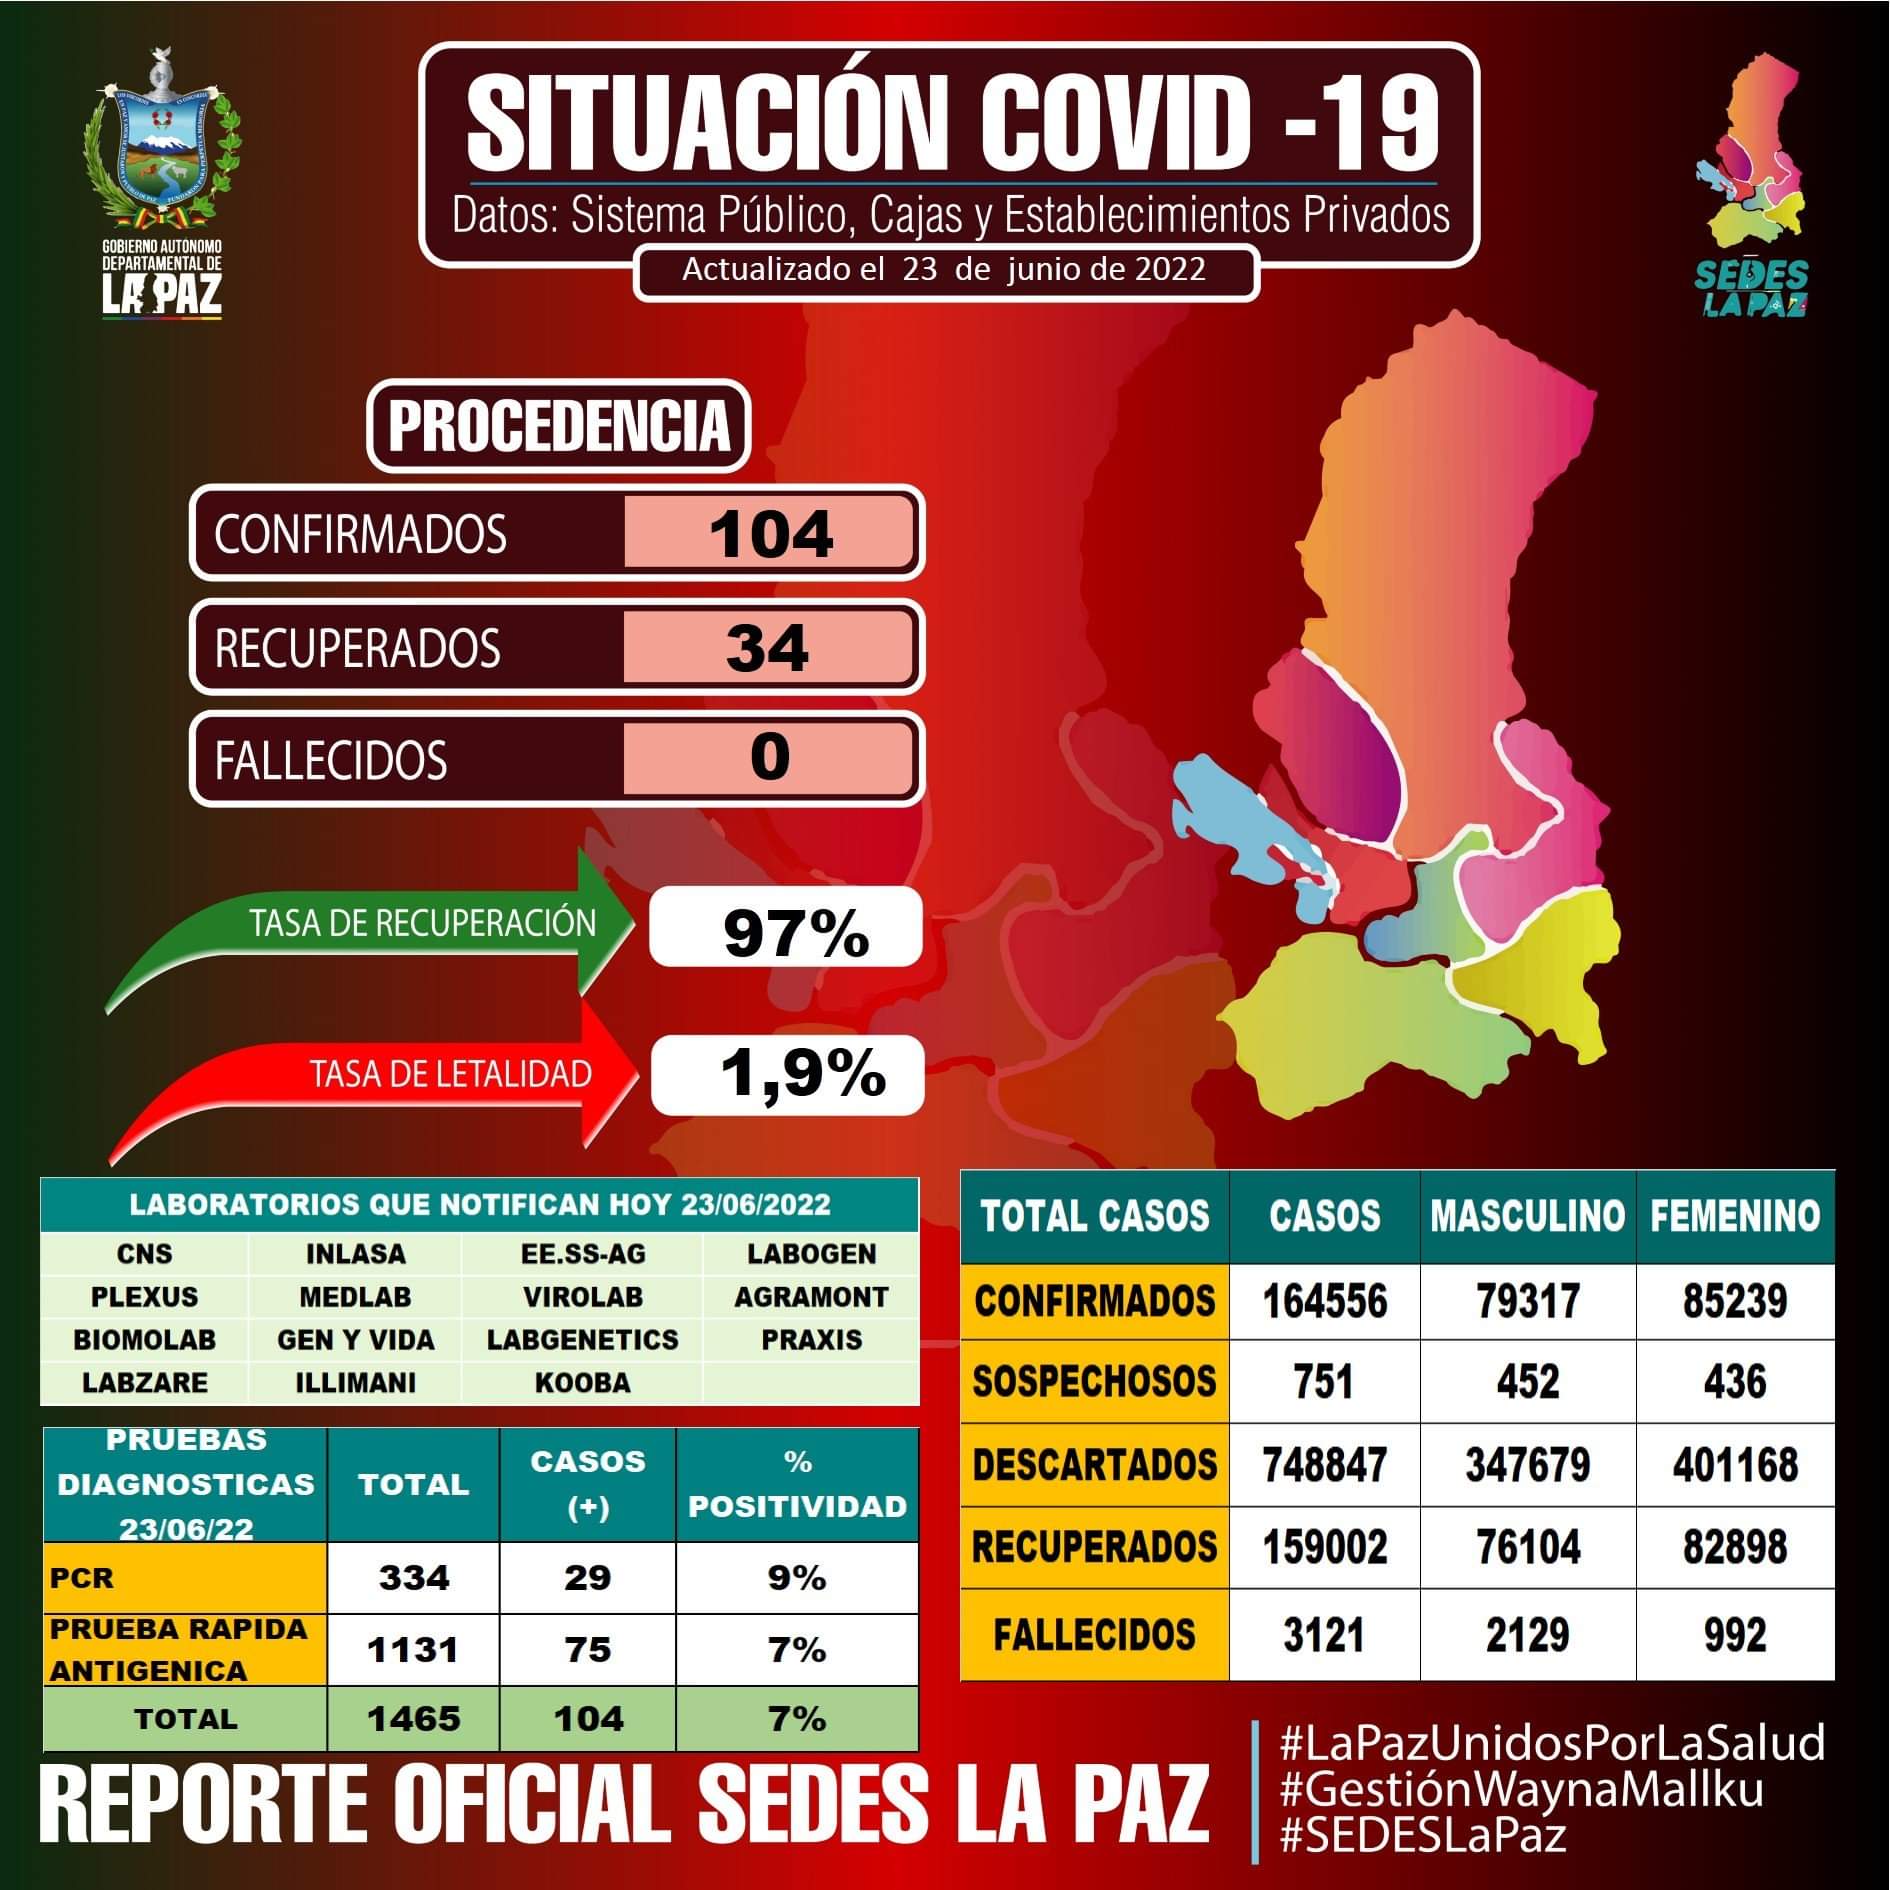 SITUACIÓN COVID -19
Datos: Sistema Público, Cajas y Establecimientos Privados
Actualizado el 23 de junio de 2022
GOBIERNO AUTÓNOMO
DEPARTAMENTAL DE
LA PAZ
SEDES
LA PAZ
PROCEDENCIA
CONFIRMADOS 104
RECUPERADOS 34
FALLECIDOS 0
TASA DE RECUPERACIÓN 97%
TASA DE LETALIDAD 1,9%
LABORATORIOS QUE NOTIFICAN HOY 23/06/2022
CNS INLASA EE.SS-AG LABOGEN
PLEXUS MEDLAB VIROLAB AGRAMONT
BIOMOLAB GEN Y VIDA LABGENETICS PRAXIS
LABZARE ILLIMANI KOOBA
PRUEBAS
DIAGNOSTICAS
23/06/22
TOTAL
CASOS
(+)
%
POSITIVIDAD
PCR 334 29 9%
PRUEBA RAPIDA
ANTIGENICA
1131 75 7%
TOTAL 1465 104 7%
TOTAL CASOS CASOS MASCULINO FEMENINO
CONFIRMADOS 164556 79317 85239
SOSPECHOSOS 751 452 436
DESCARTADOS 748847 347679 401168
RECUPERADOS 159002 76104 82898
FALLECIDOS 3121 2129 992
REPORTE OFICIAL SEDES LA PAZ
#LaPazUnidosPorLaSalud
#GestiónWaynaMallku
#SEDESLaPaz